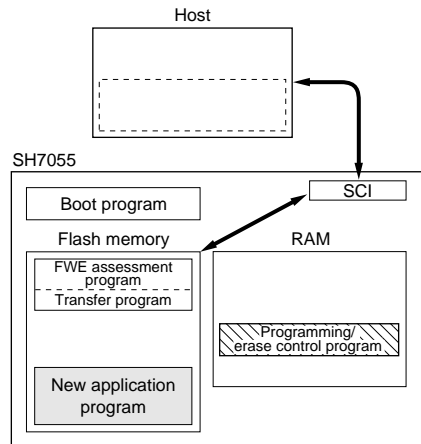 Host
SH7055
SCI
Boot program
Flash memory
RAM
FWE assessment
program
Transfer program
Programming/
erase control program
New application
program